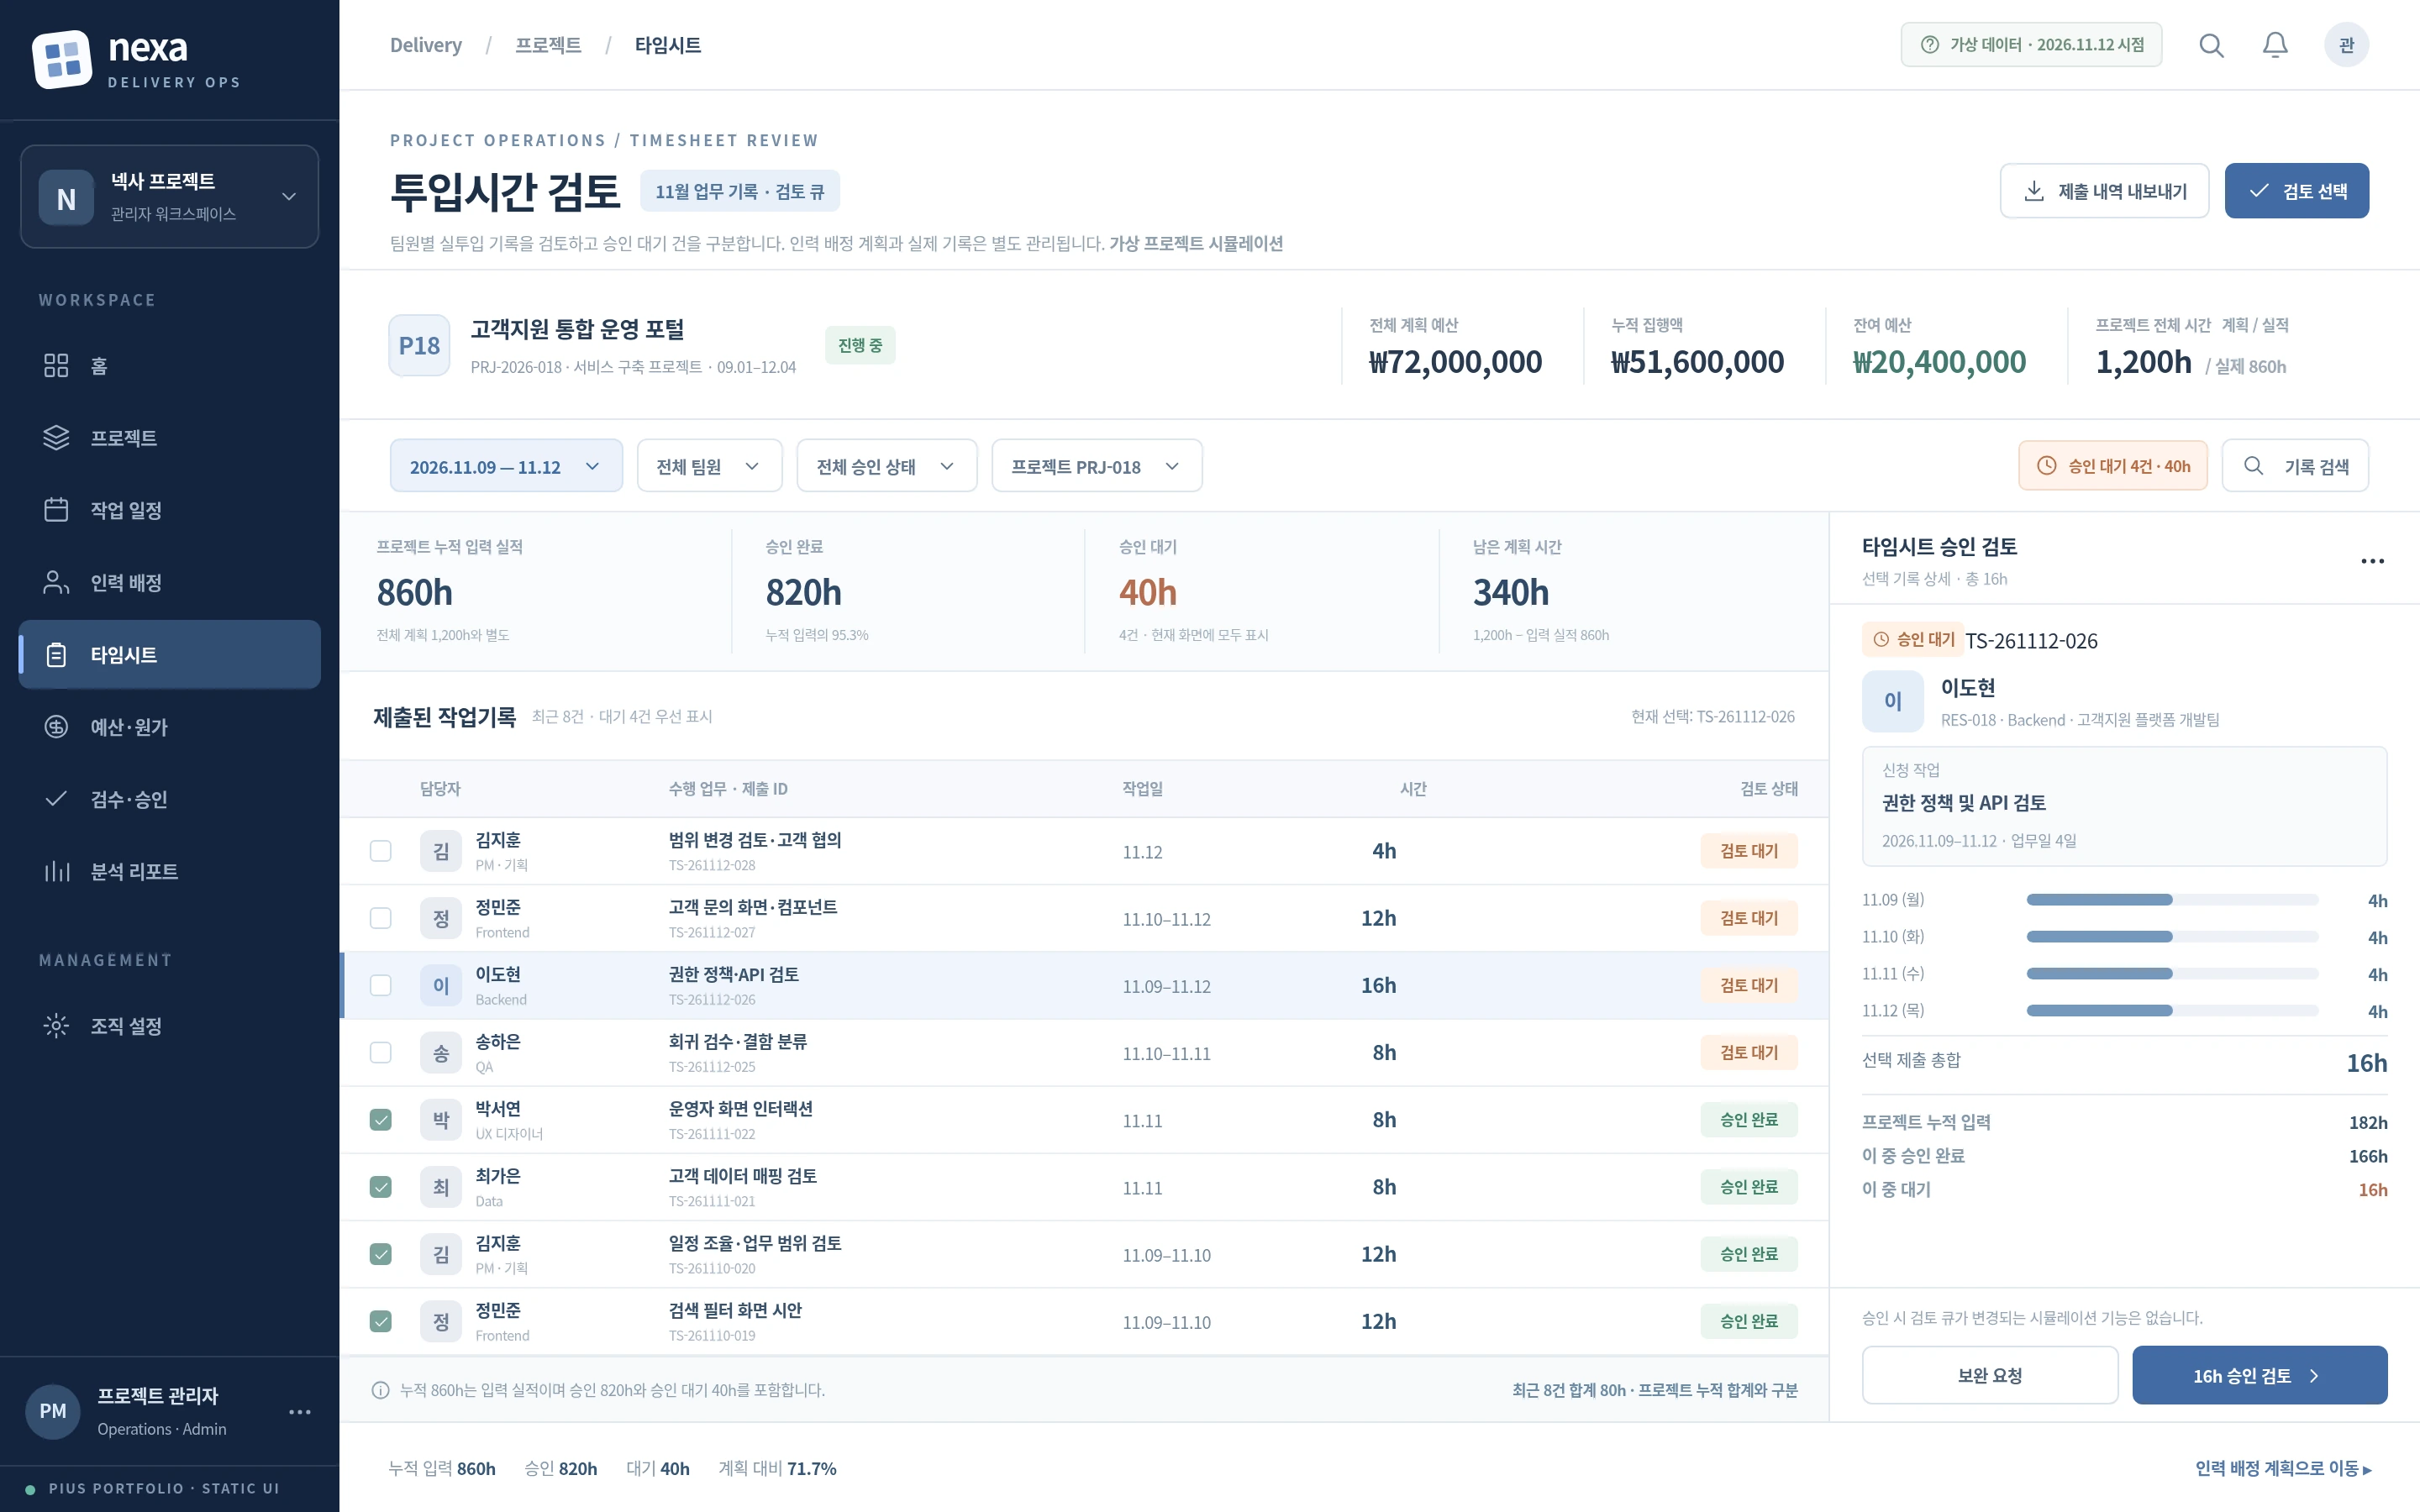 nexa
DELIVERY OPS
N
넥사 프로젝트
관리자 워크스페이스
WORKSPACE
홈
프로젝트
작업 일정
인력 배정
타임시트
예산·원가
검수·승인
분석 리포트
MANAGEMENT
조직 설정
PM
프로젝트 관리자
Operations · Admin
PIUS PORTFOLIO · STATIC UI
Delivery / 프로젝트 / 타임시트
가상 데이터 · 2026.11.12 시점
관
PROJECT OPERATIONS / TIMESHEET REVIEW
투입시간 검토
11월 업무 기록 · 검토 큐
팀원별 실투입 기록을 검토하고 승인 대기 건을 구분합니다. 인력 배정 계획과 실제 기록은 별도 관리됩니다. 가상 프로젝트 시뮬레이션
제출 내역 내보내기
검토 선택
P18
고객지원 통합 운영 포털
PRJ-2026-018 · 서비스 구축 프로젝트 · 09.01–12.04
진행 중
전체 계획 예산
₩72,000,000
누적 집행액
₩51,600,000
잔여 예산
₩20,400,000
프로젝트 전체 시간 계획 / 실적
1,200h / 실제 860h
2026.11.09 — 11.12
전체 팀원
전체 승인 상태
프로젝트 PRJ-018
승인 대기 4건 · 40h
기록 검색
프로젝트 누적 입력 실적
860h
전체 계획 1,200h와 별도
승인 완료
820h
누적 입력의 95.3%
승인 대기
40h
4건 · 현재 화면에 모두 표시
남은 계획 시간
340h
1,200h − 입력 실적 860h
제출된 작업기록
최근 8건 · 대기 4건 우선 표시
현재 선택: TS-261112-026
담당자 수행 업무 · 제출 ID 작업일 시간 검토 상태
김 김지훈 범위 변경 검토·고객 협의 11.12 4h 검토 대기
PM · 기획 TS-261112-028
정 정민준 고객 문의 화면·컴포넌트 11.10–11.12 12h 검토 대기
Frontend TS-261112-027
이 이도현 권한 정책·API 검토 11.09–11.12 16h 검토 대기
Backend TS-261112-026
송 송하은 회귀 검수·결함 분류 11.10–11.11 8h 검토 대기
QA TS-261112-025
박 박서연 운영자 화면 인터랙션 11.11 8h 승인 완료
UX 디자이너 TS-261111-022
최 최가은 고객 데이터 매핑 검토 11.11 8h 승인 완료
Data TS-261111-021
김 김지훈 일정 조율·업무 범위 검토 11.09–11.10 12h 승인 완료
PM · 기획 TS-261110-020
정 정민준 검색 필터 화면 시안 11.09–11.10 12h 승인 완료
Frontend TS-261110-019
누적 860h는 입력 실적이며 승인 820h와 승인 대기 40h를 포함합니다.
최근 8건 합계 80h · 프로젝트 누적 합계와 구분
타임시트 승인 검토
선택 기록 상세 · 총 16h
승인 대기 TS-261112-026
이
이도현
RES-018 · Backend · 고객지원 플랫폼 개발팀
신청 작업
권한 정책 및 API 검토
2026.11.09–11.12 · 업무일 4일
11.09 (월) 4h
11.10 (화) 4h
11.11 (수) 4h
11.12 (목) 4h
선택 제출 총합 16h
프로젝트 누적 입력 182h
이 중 승인 완료 166h
이 중 대기 16h
승인 시 검토 큐가 변경되는 시뮬레이션 기능은 없습니다.
보완 요청
16h 승인 검토
누적 입력 860h 승인 820h 대기 40h 계획 대비 71.7%
인력 배정 계획으로 이동 ▸